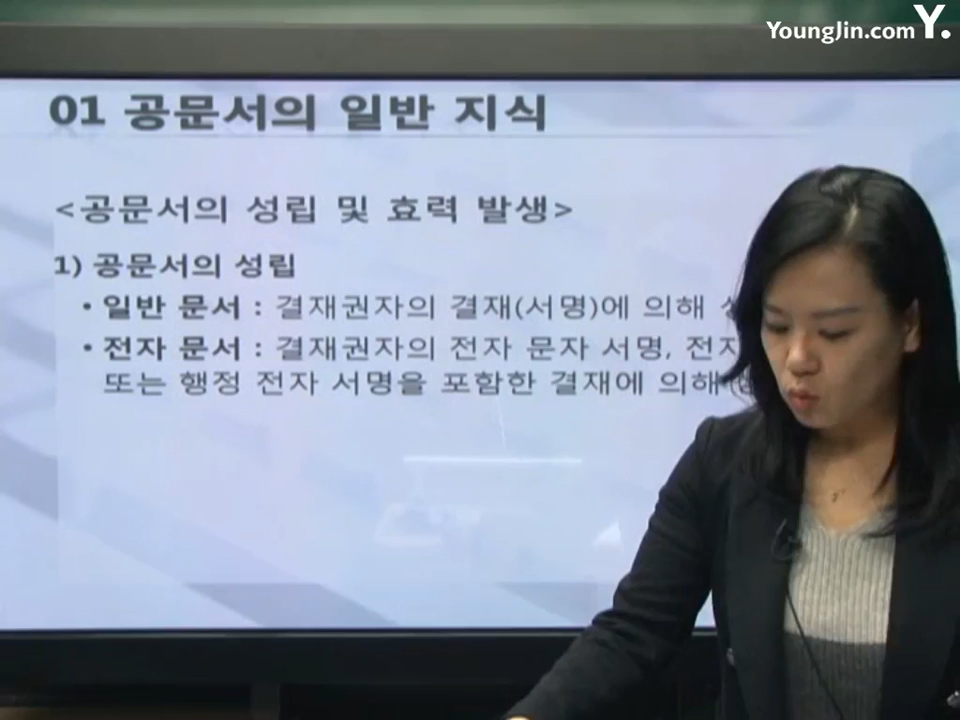 YoungJin.com Y.
01 공문서의 일반 지식
<공문서의 성립 및 효력 발생>
1) 공문서의 성립
• 일반 문서 : 결재권자의 결재(서명)에 의해
• 전자 문서 : 결재권자의 전자 문자 서명, 전자
또는 행정 전자 서명을 포함한 결재에 의해